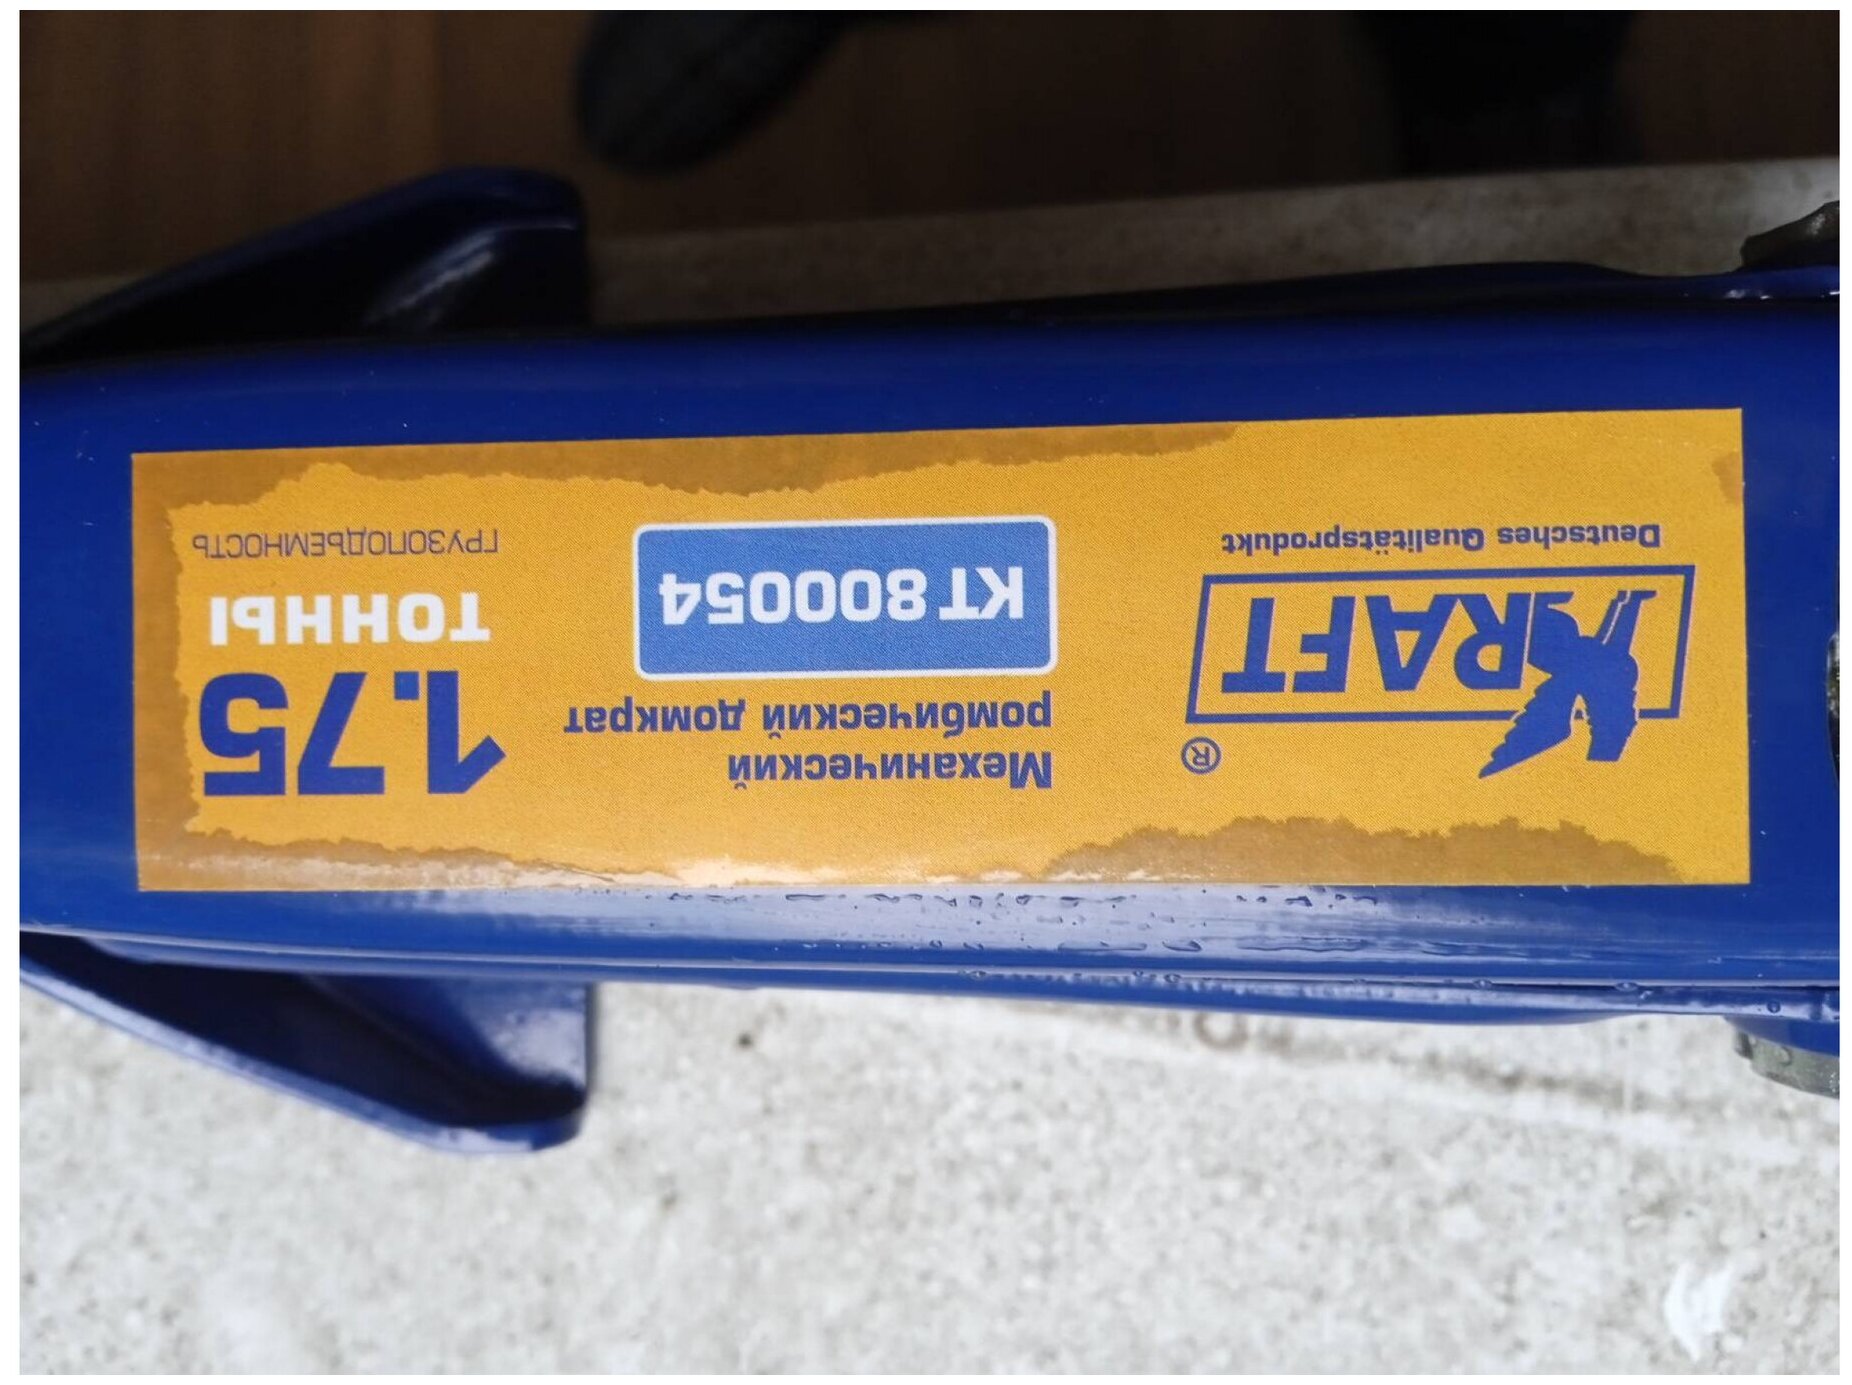 ®
KRAFT
Deutsches Qualitätsprodukt
Механический
ромбический домкрат
КТ 800054
1.75
ТОННЫ
ГРУЗОПОДЪЕМНОСТЬ